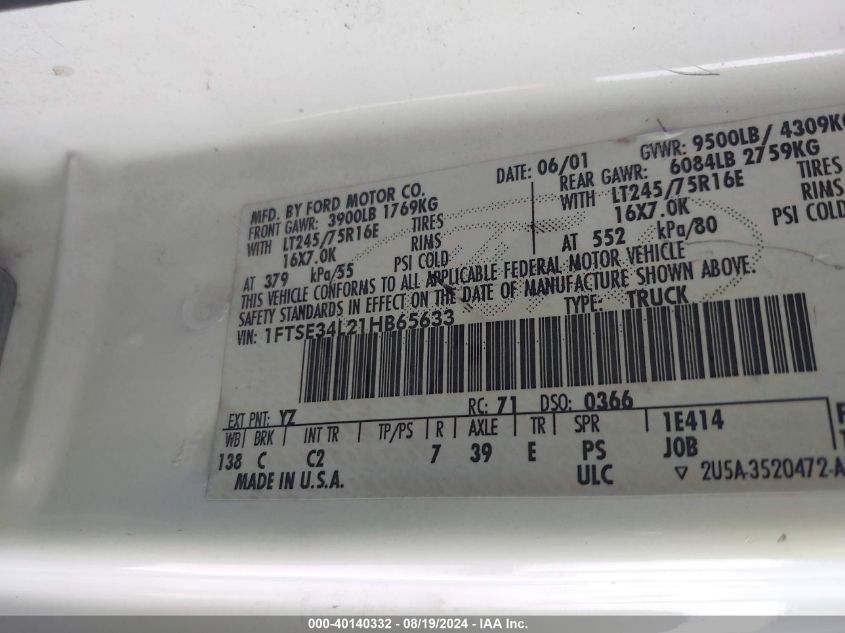 MFD. BY FORD MOTOR CO. DATE: 06/01 GVWR: 9500LB/ 4309KG
FRONT GAWR: 3900LB 1769KG REAR GAWR: 6084LB 2759KG
WITH LT245/75R16E TIRES WITH LT245/75R16E TIRES
16X7.0K RIMS 16X7.0K RIMS
AT 379 kPa/55 PSI COLD AT 552 kPa/80 PSI COLD
THIS VEHICLE CONFORMS TO ALL APPLICABLE FEDERAL MOTOR VEHICLE
SAFETY STANDARDS IN EFFECT ON THE DATE OF MANUFACTURE SHOWN ABOVE.
VIN: 1FTSE34L21HB65633 TYPE: TRUCK
EXT PNT: YZ RC: 71 DSO: 0366
WB BRK INT TR TP/PS R AXLE TR SPR 1E414
138 C C2 7 39 E PS JOB
MADE IN U.S.A. ULC ▽ 2U5A-3520472-A
000-40140332 - 08/19/2024 - IAA Inc.